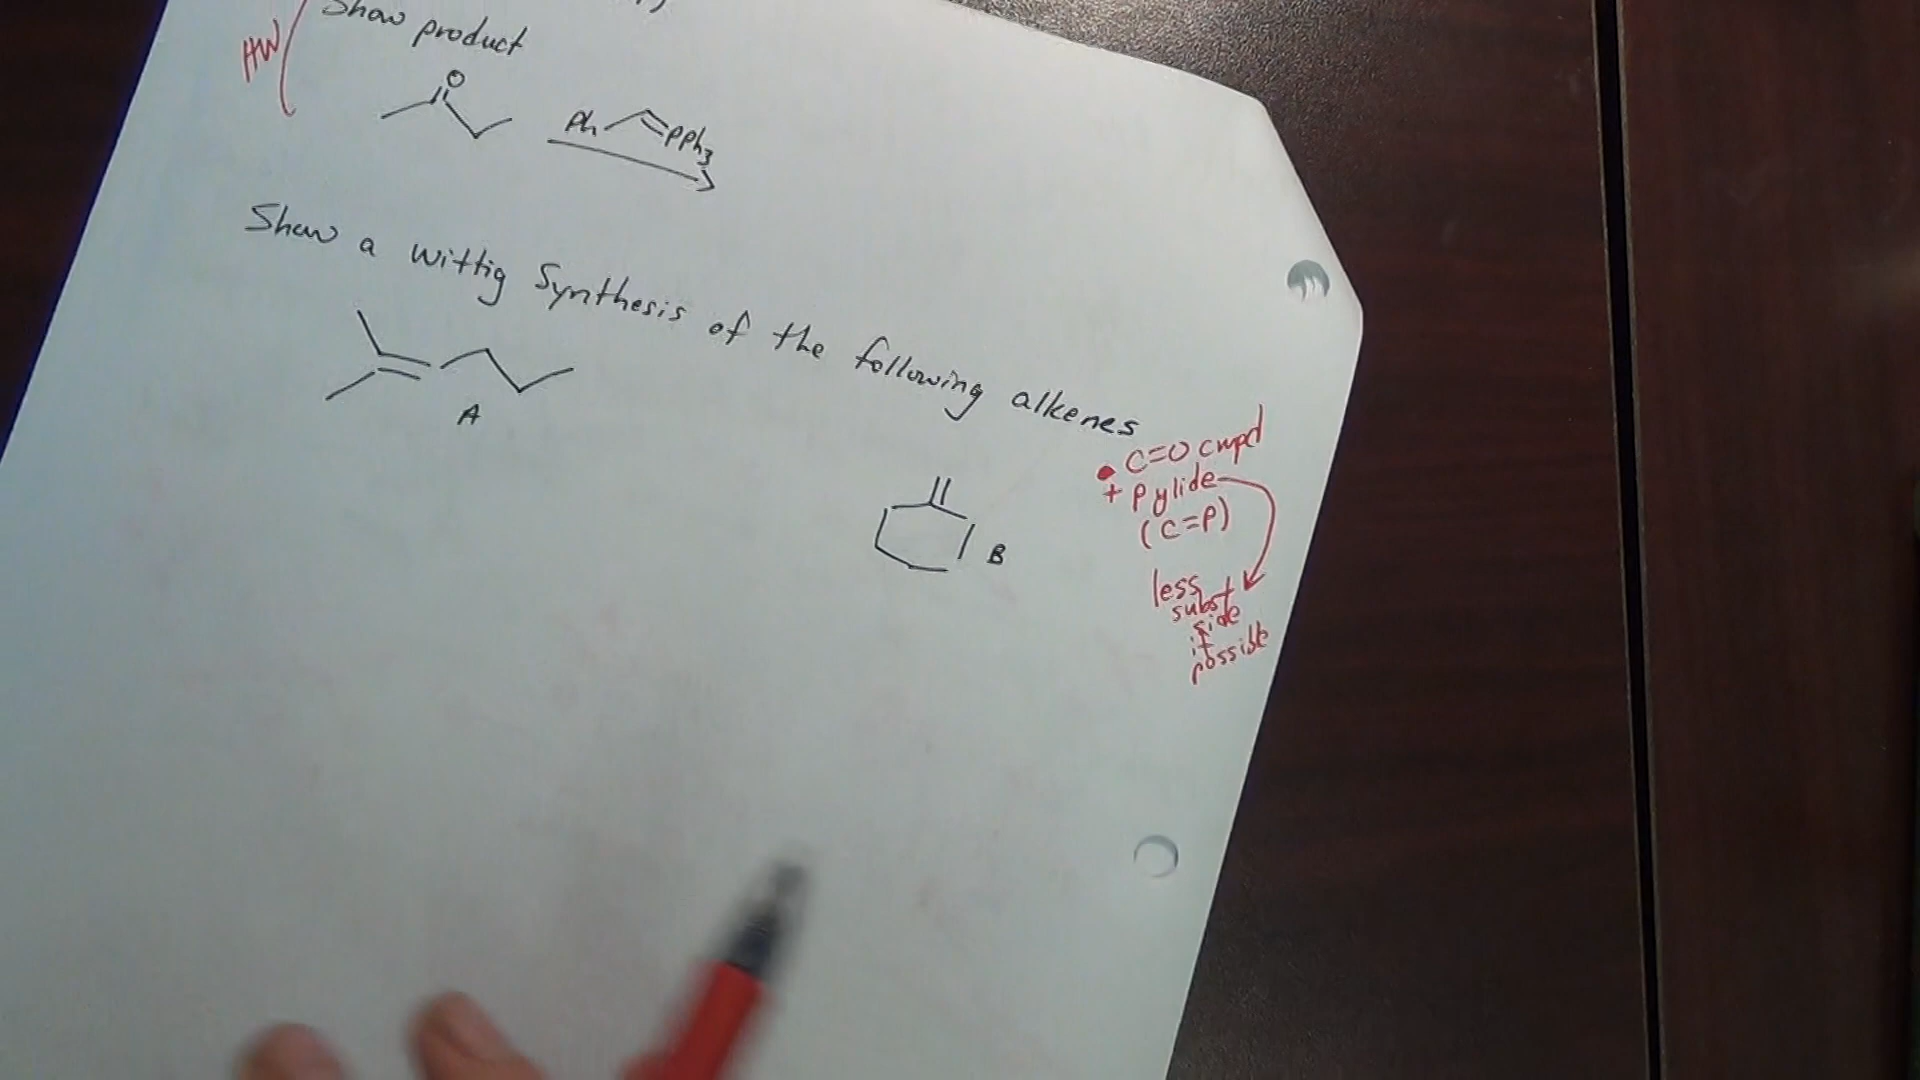 HW
Show product
O
Ph PPh3
Show a Wittig Synthesis of the following alkenes
A
B
• C=O cmpd
+ P ylide
(C=P)
less
subst
side
if
possible